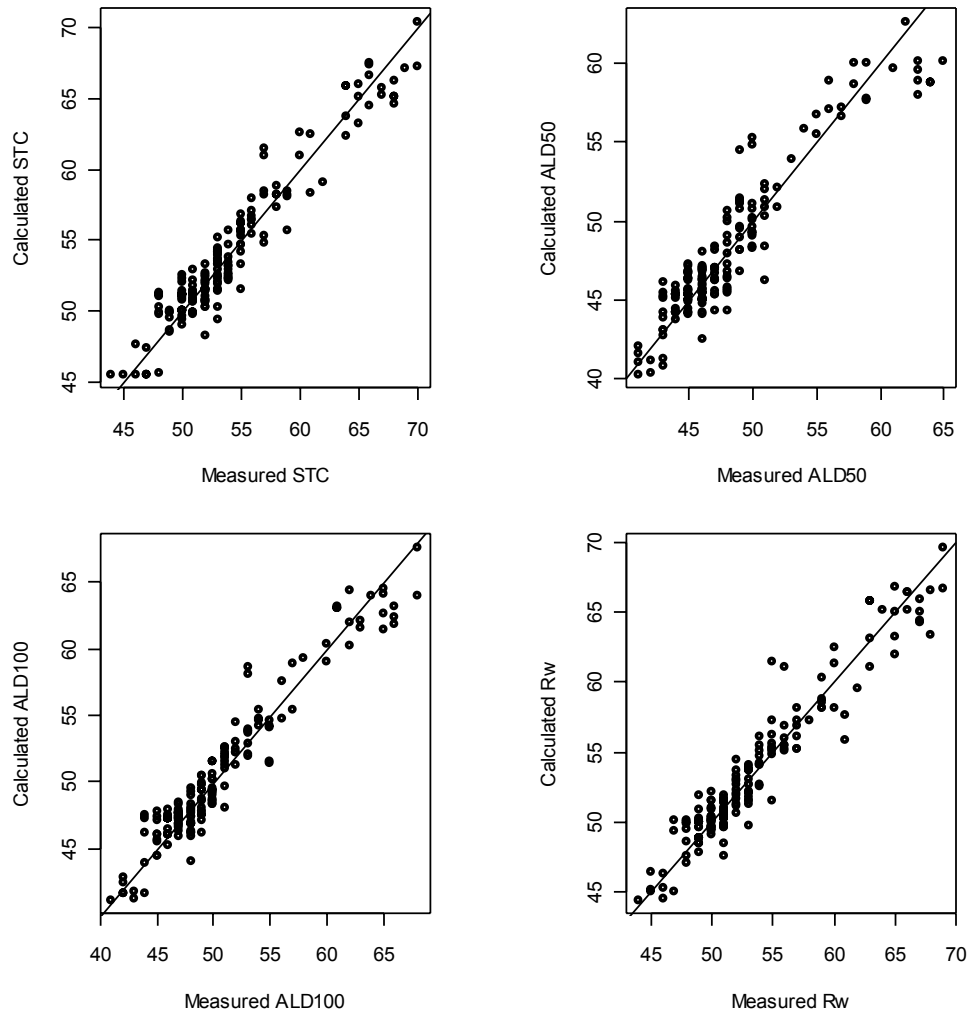 Calculated STC
70
65
60
55
50
45
45 50 55 60 65 70
Measured STC
Calculated ALD50
60
55
50
45
40
45 50 55 60 65
Measured ALD50
Calculated ALD100
65
60
55
50
45
40 45 50 55 60 65
Measured ALD100
Calculated Rw
70
65
60
55
50
45
45 50 55 60 65 70
Measured Rw